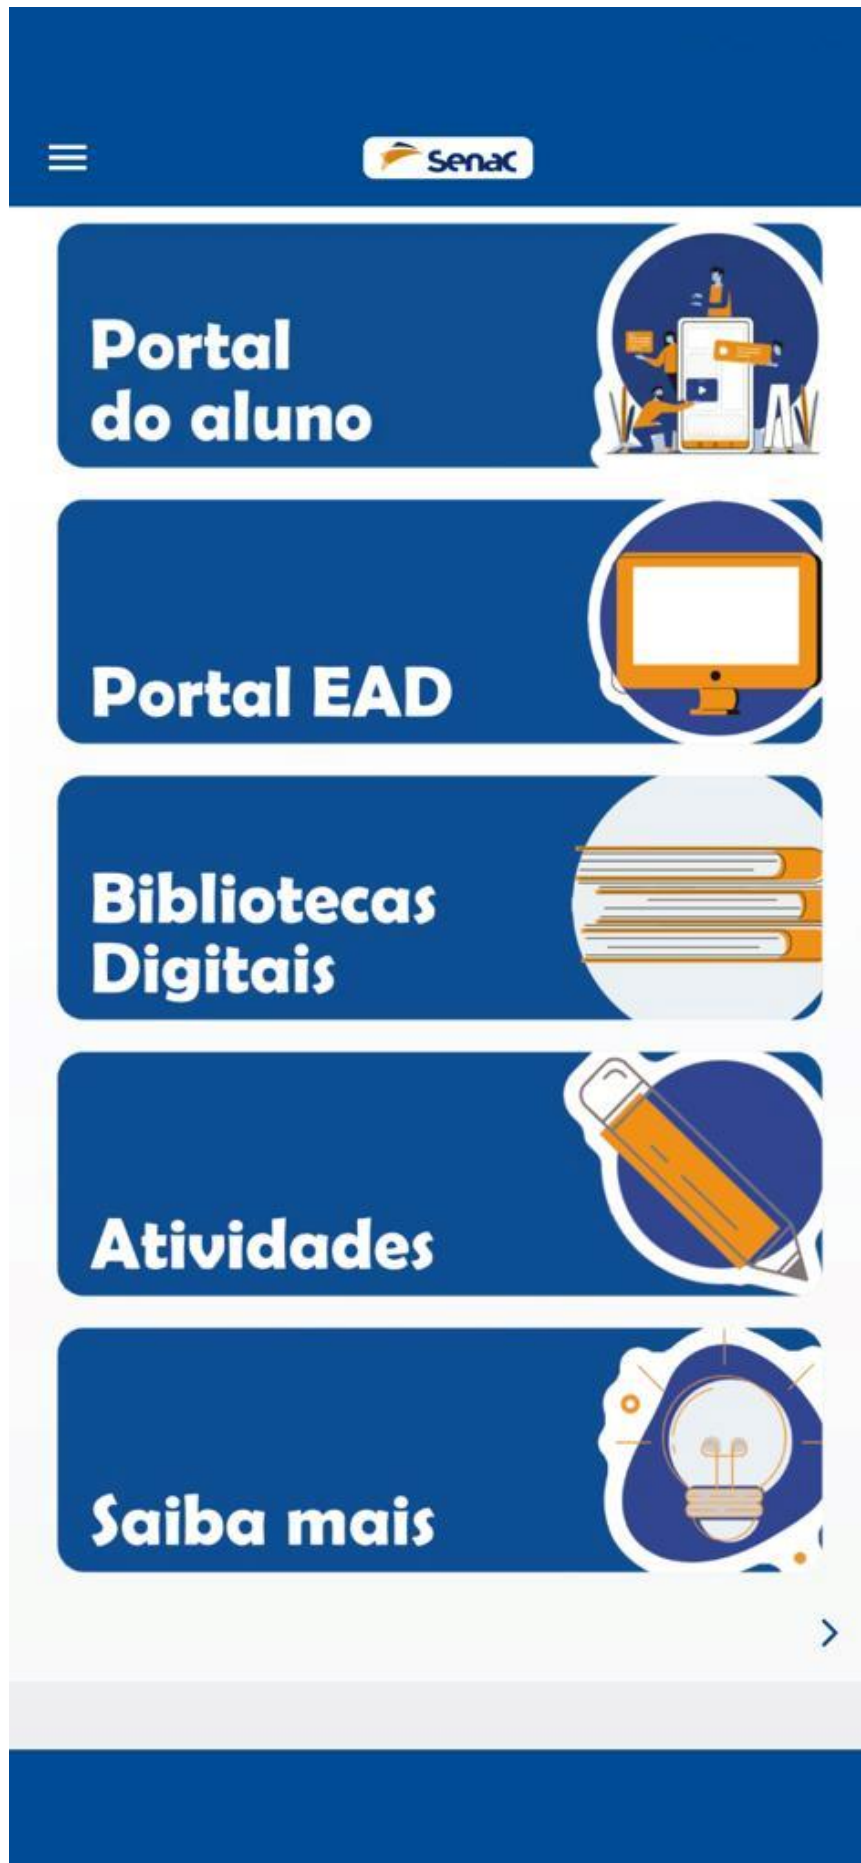 Senac
Portal
do aluno
Portal EAD
Bibliotecas
Digitais
Atividades
Saiba mais